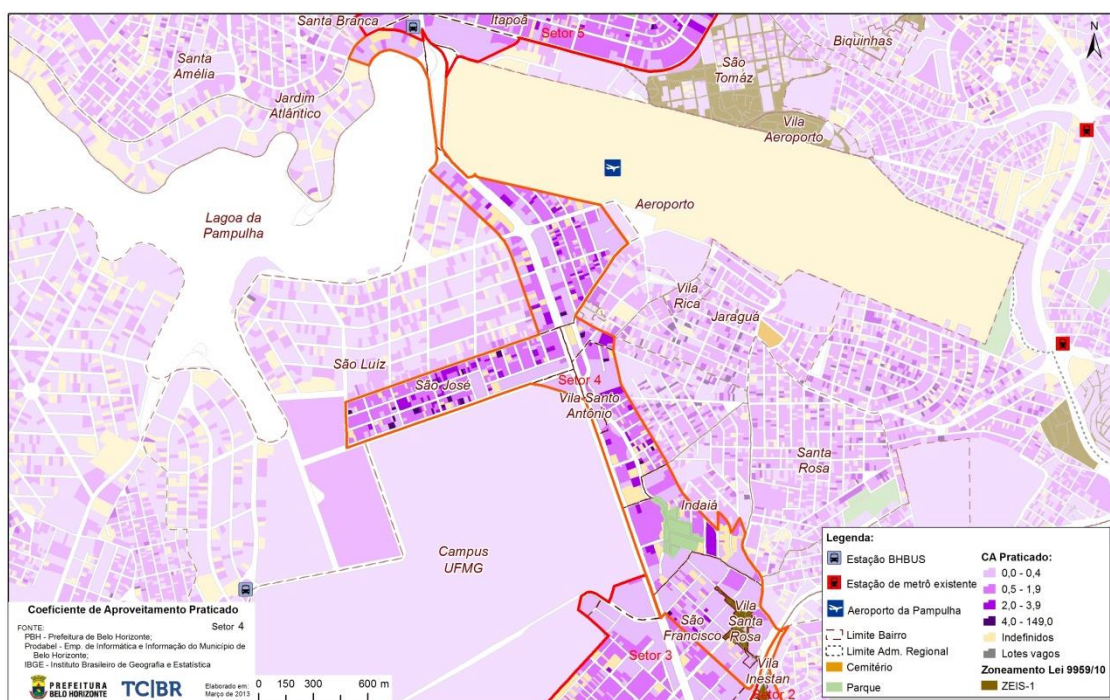 Santa Branca
Itapoã
Setor 5
Biquinhas
N
Santa
Amélia
São
Tomáz
Jardim
Atlântico
Vila
Aeroporto
Lagoa da
Pampulha
Aeroporto
Vila
Rica
Jaraguá
São Luíz
São José
Setor 4
Vila Santo
Antônio
Santa
Rosa
Indaiá
Campus
UFMG
São
Francisco
Vila
Santa
Rosa
Setor 3
Vila
Inestan
Setor 2
Coeficiente de Aproveitamento Praticado
Setor 4
FONTE:
PBH - Prefeitura de Belo Horizonte;
Prodabel - Emp. de Informática e Informação do Município de
Belo Horizonte;
IBGE - Instituto Brasileiro de Geografia e Estatística
PREFEITURA
BELO HORIZONTE
TC|BR
Elaborado em:
Março de 2013
0 150 300 600 m
Legenda:
Estação BHBUS
Estação de metrô existente
Aeroporto da Pampulha
Limite Bairro
Limite Adm. Regional
Cemitério
Parque
CA Praticado:
0,0 - 0,4
0,5 - 1,9
2,0 - 3,9
4,0 - 149,0
Indefinidos
Lotes vagos
Zoneamento Lei 9959/10
ZEIS-1